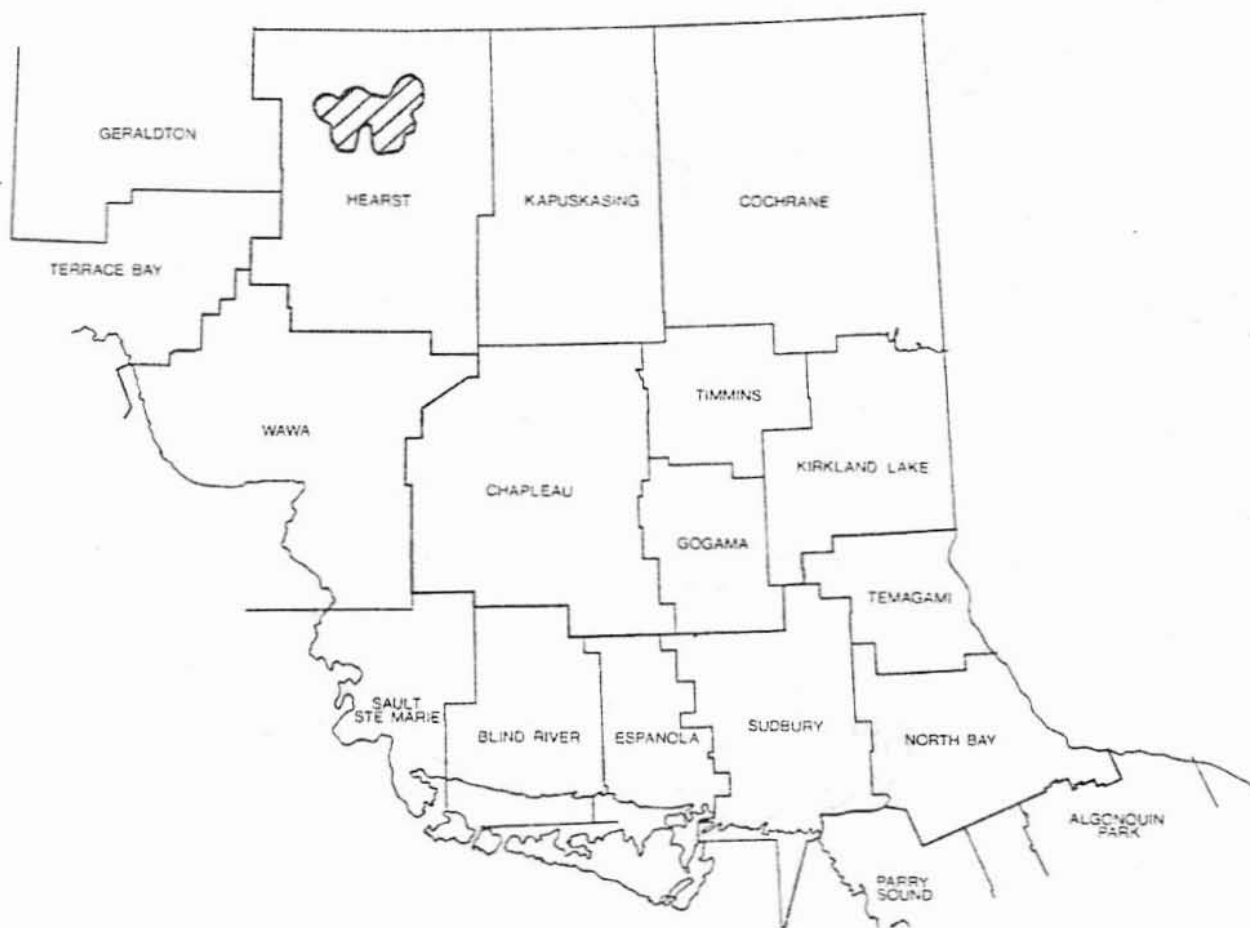 GERALDTON
HEARST
KAPUSKASING
COCHRANE
TERRACE BAY
TIMMINS
WAWA
KIRKLAND LAKE
CHAPLEAU
GOGAMA
TEMAGAMI
SAULT
STE MARIE
BLIND RIVER
ESPANOLA
SUDBURY
NORTH BAY
ALGONQUIN
PARK
PARRY
SOUND